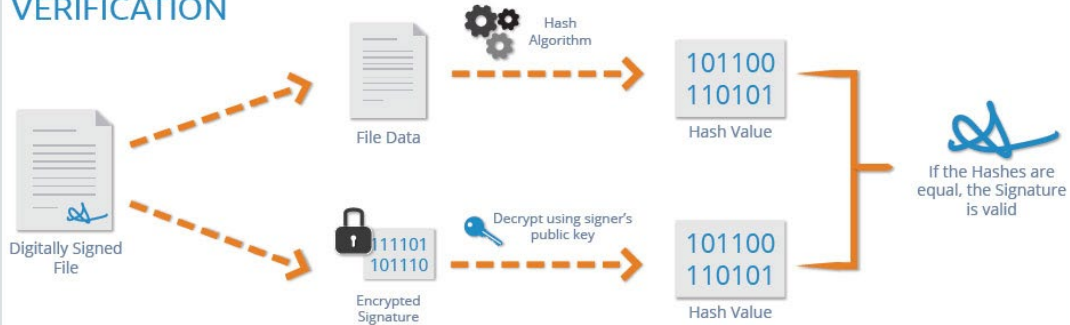 VERIFICATION
Hash
Algorithm
File Data
101100
110101
Hash Value
Digitally Signed
File
111101
101110
Encrypted
Signature
Decrypt using signer's
public key
101100
110101
Hash Value
If the Hashes are
equal, the Signature
is valid